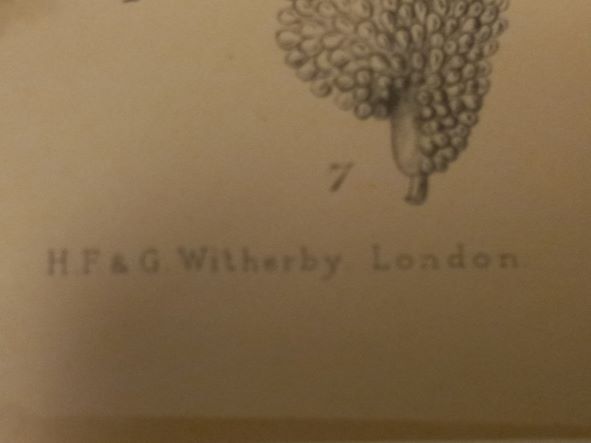 7
H.F & G. Witherby London.